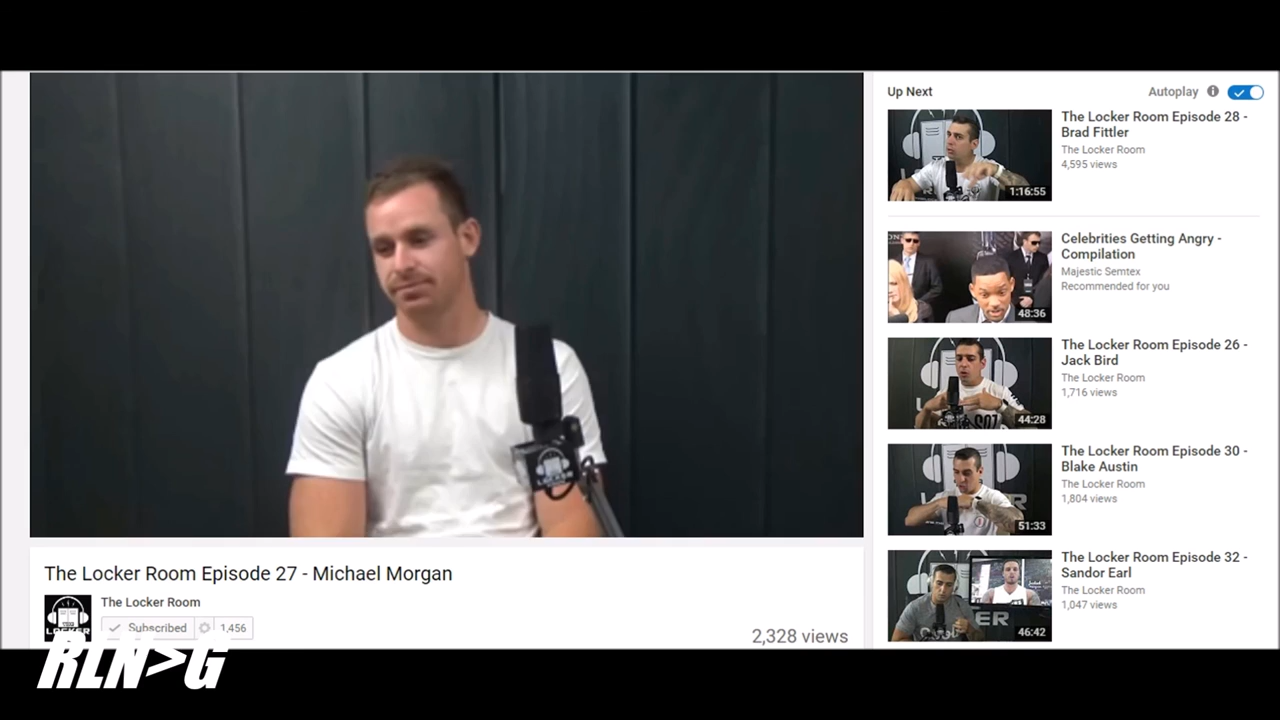 Up Next
Autoplay
The Locker Room Episode 28 -
Brad Fittler
The Locker Room
4,595 views
1:16:55
Celebrities Getting Angry -
Compilation
Majestic Semtex
Recommended for you
48:36
The Locker Room Episode 26 -
Jack Bird
The Locker Room
1,716 views
44:28
The Locker Room Episode 30 -
Blake Austin
The Locker Room
1,804 views
51:33
The Locker Room Episode 32 -
Sandor Earl
The Locker Room
1,047 views
46:42
The Locker Room Episode 27 - Michael Morgan
The Locker Room
LOCKER
Subscribed
1,456
2,328 views
RLN>G